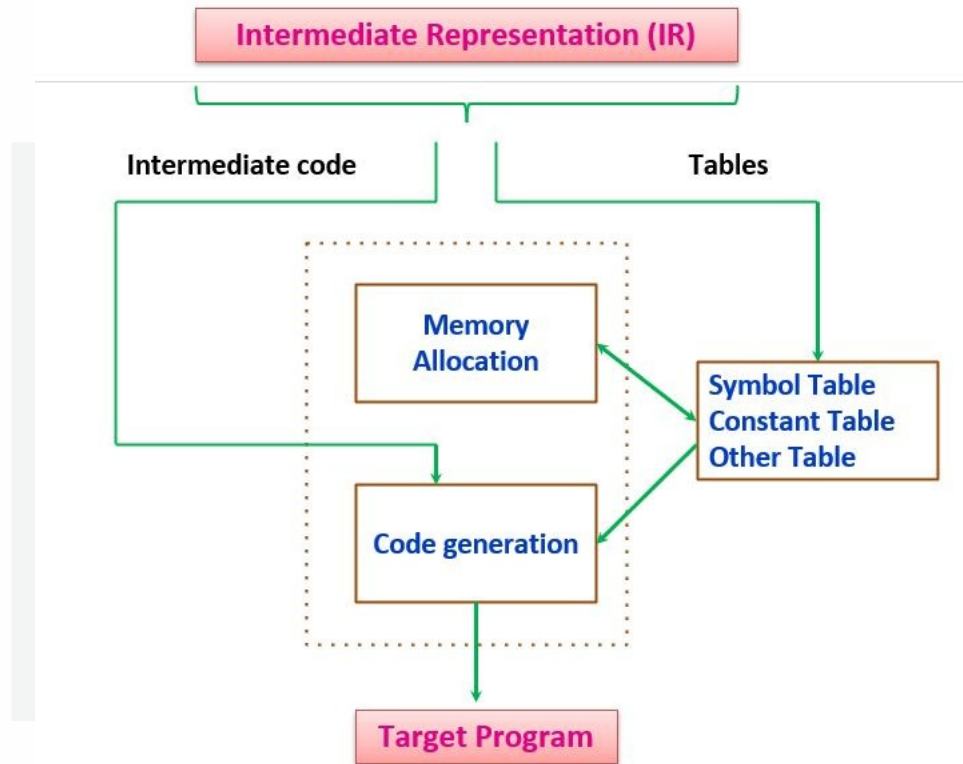 Intermediate Representation (IR)
Intermediate code
Tables
Memory
Allocation
Symbol Table
Constant Table
Other Table
Code generation
Target Program